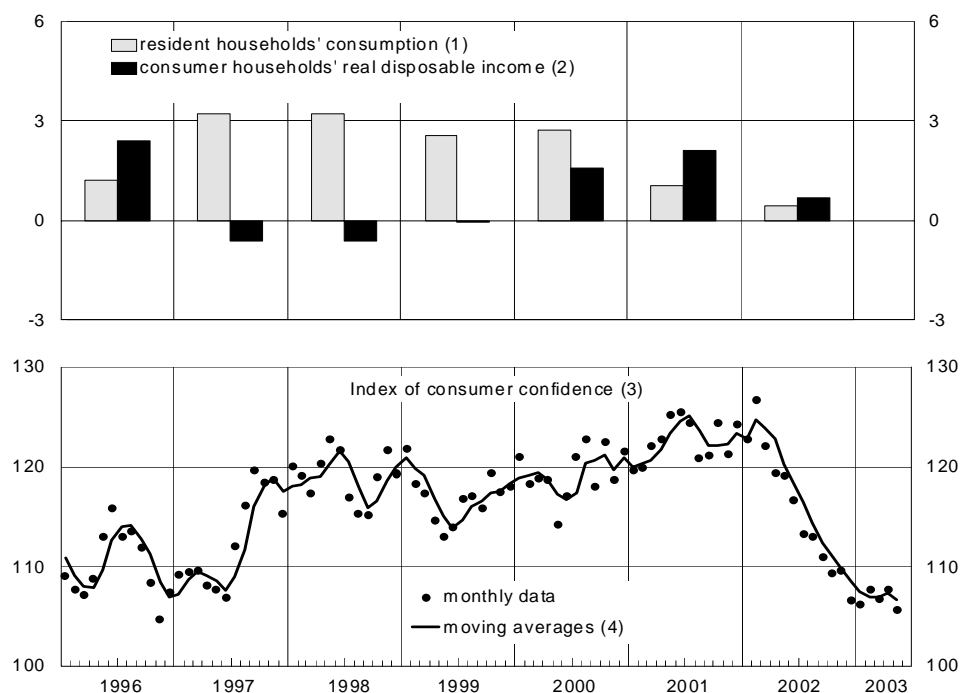 6 6
resident households' consumption (1)
consumer households' real disposable income (2)
3 3
0 0
-3 -3
130 130
Index of consumer confidence (3)
120 120
110 110
monthly data
moving averages (4)
100 100
1996 1997 1998 1999 2000 2001 2002 2003